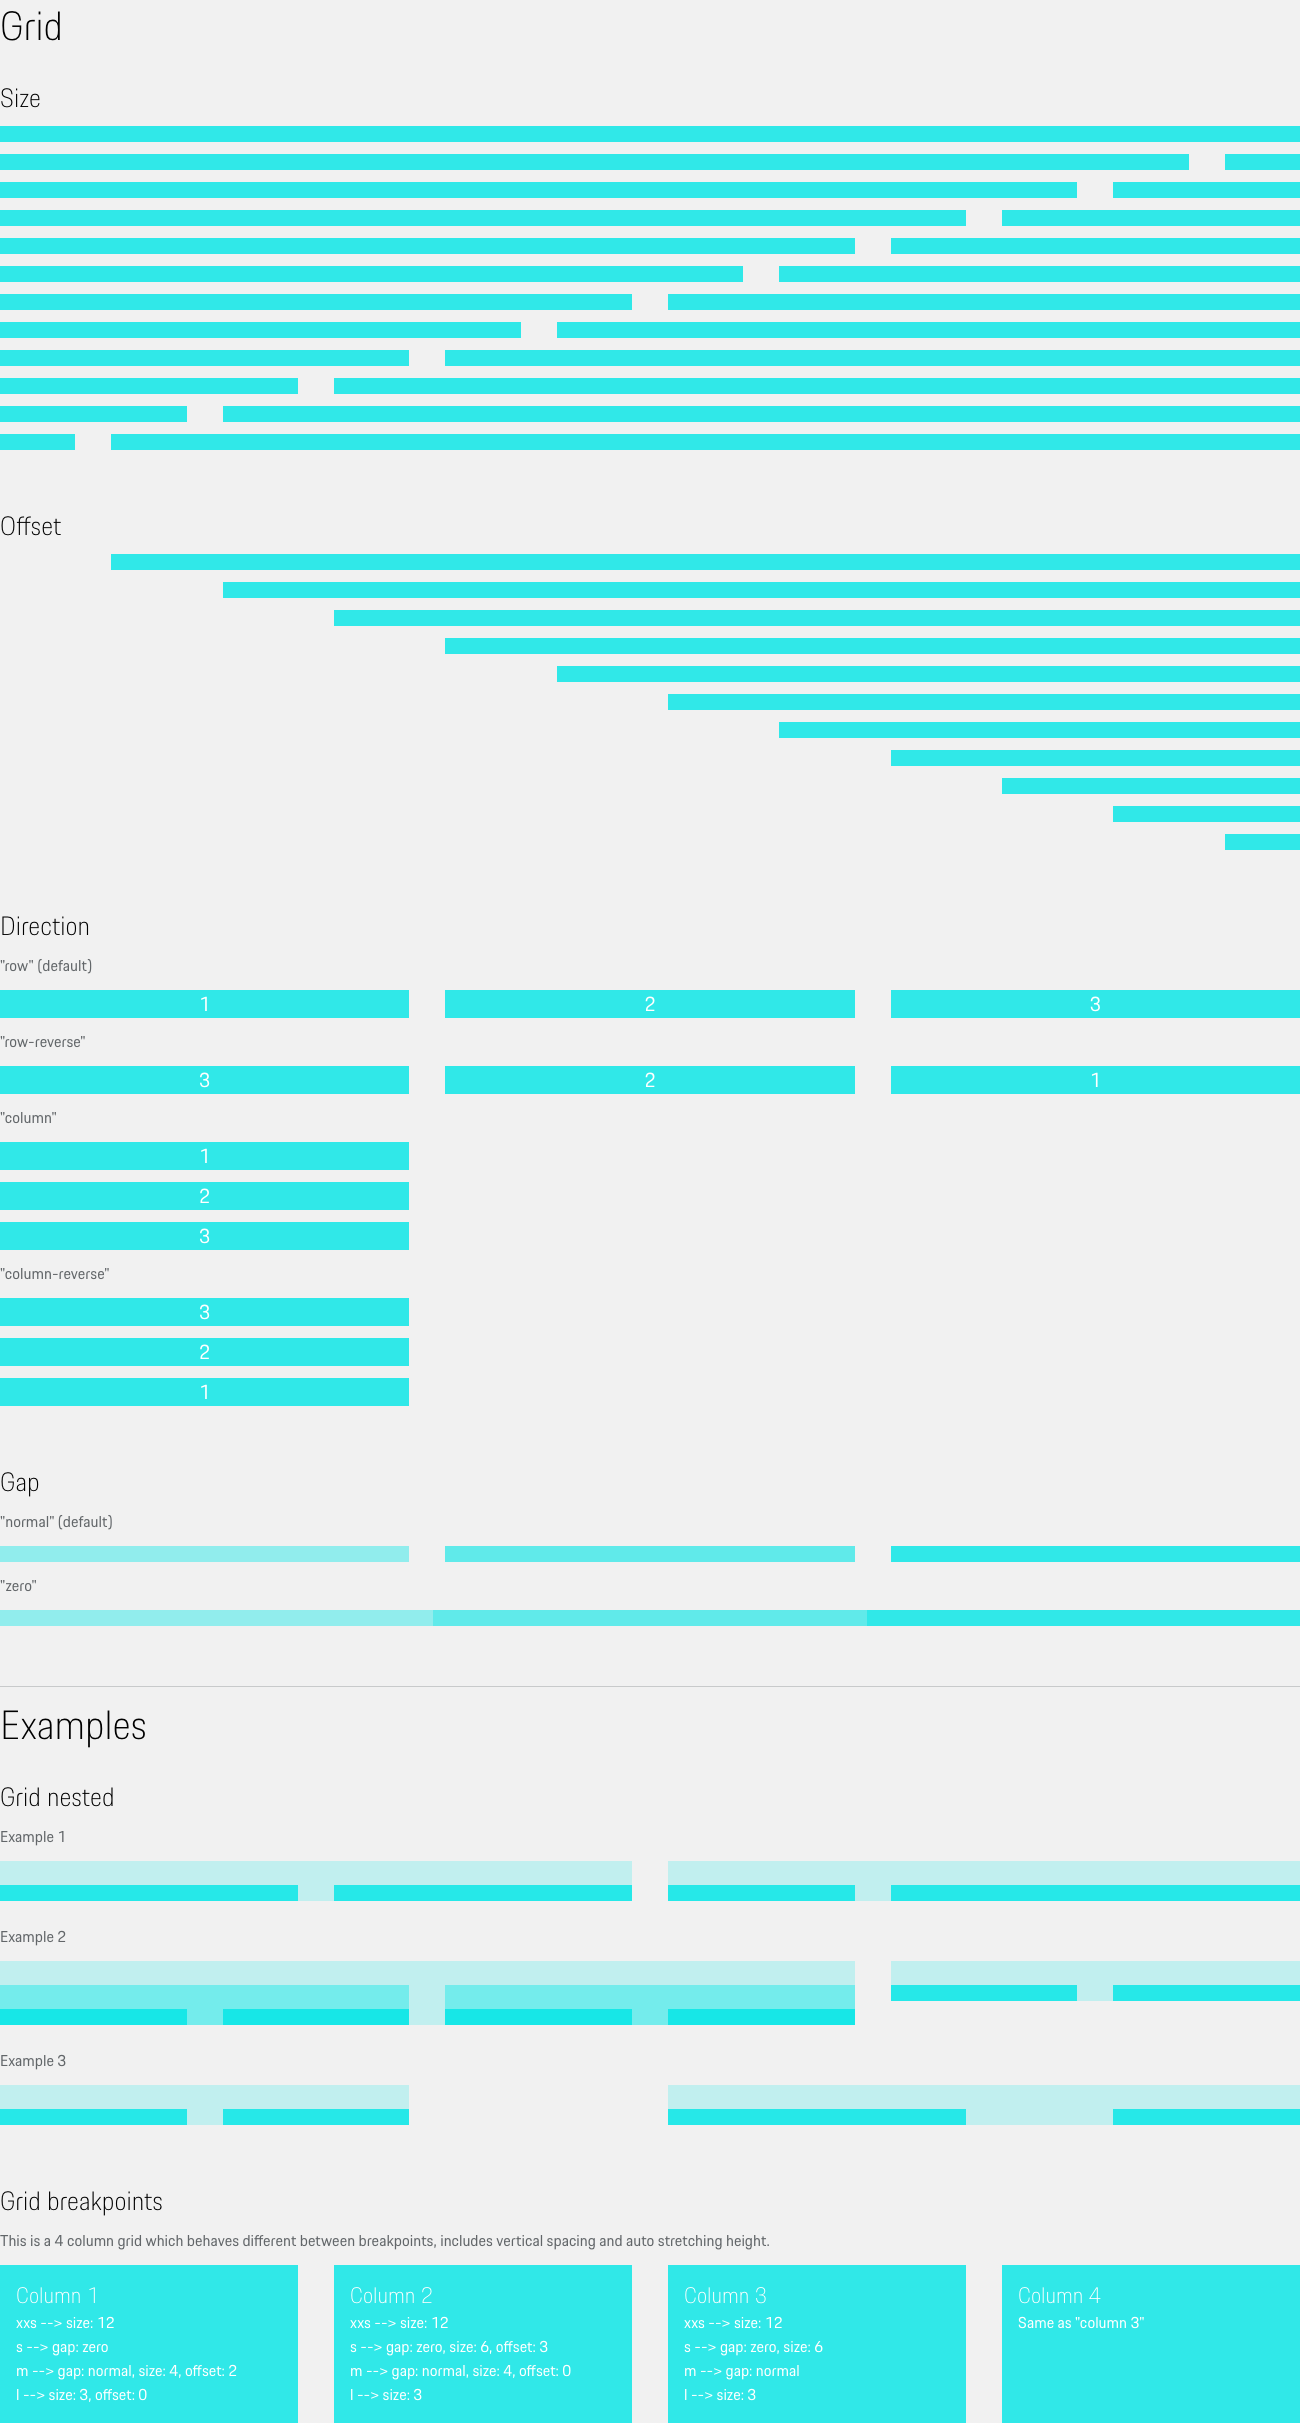 Grid
Size
Offset
Direction
"row" (default)
1 2 3
"row-reverse"
3 2 1
"column"
1
2
3
"column-reverse"
3
2
1
Gap
"normal" (default)
"zero"
Examples
Grid nested
Example 1
Example 2
Example 3
Grid breakpoints
This is a 4 column grid which behaves different between breakpoints, includes vertical spacing and auto stretching height.
Column 1
xxs --> size: 12
s --> gap: zero
m --> gap: normal, size: 4, offset: 2
l --> size: 3, offset: 0
Column 2
xxs --> size: 12
s --> gap: zero, size: 6, offset: 3
m --> gap: normal, size: 4, offset: 0
l --> size: 3
Column 3
xxs --> size: 12
s --> gap: zero, size: 6
m --> gap: normal
l --> size: 3
Column 4
Same as "column 3"